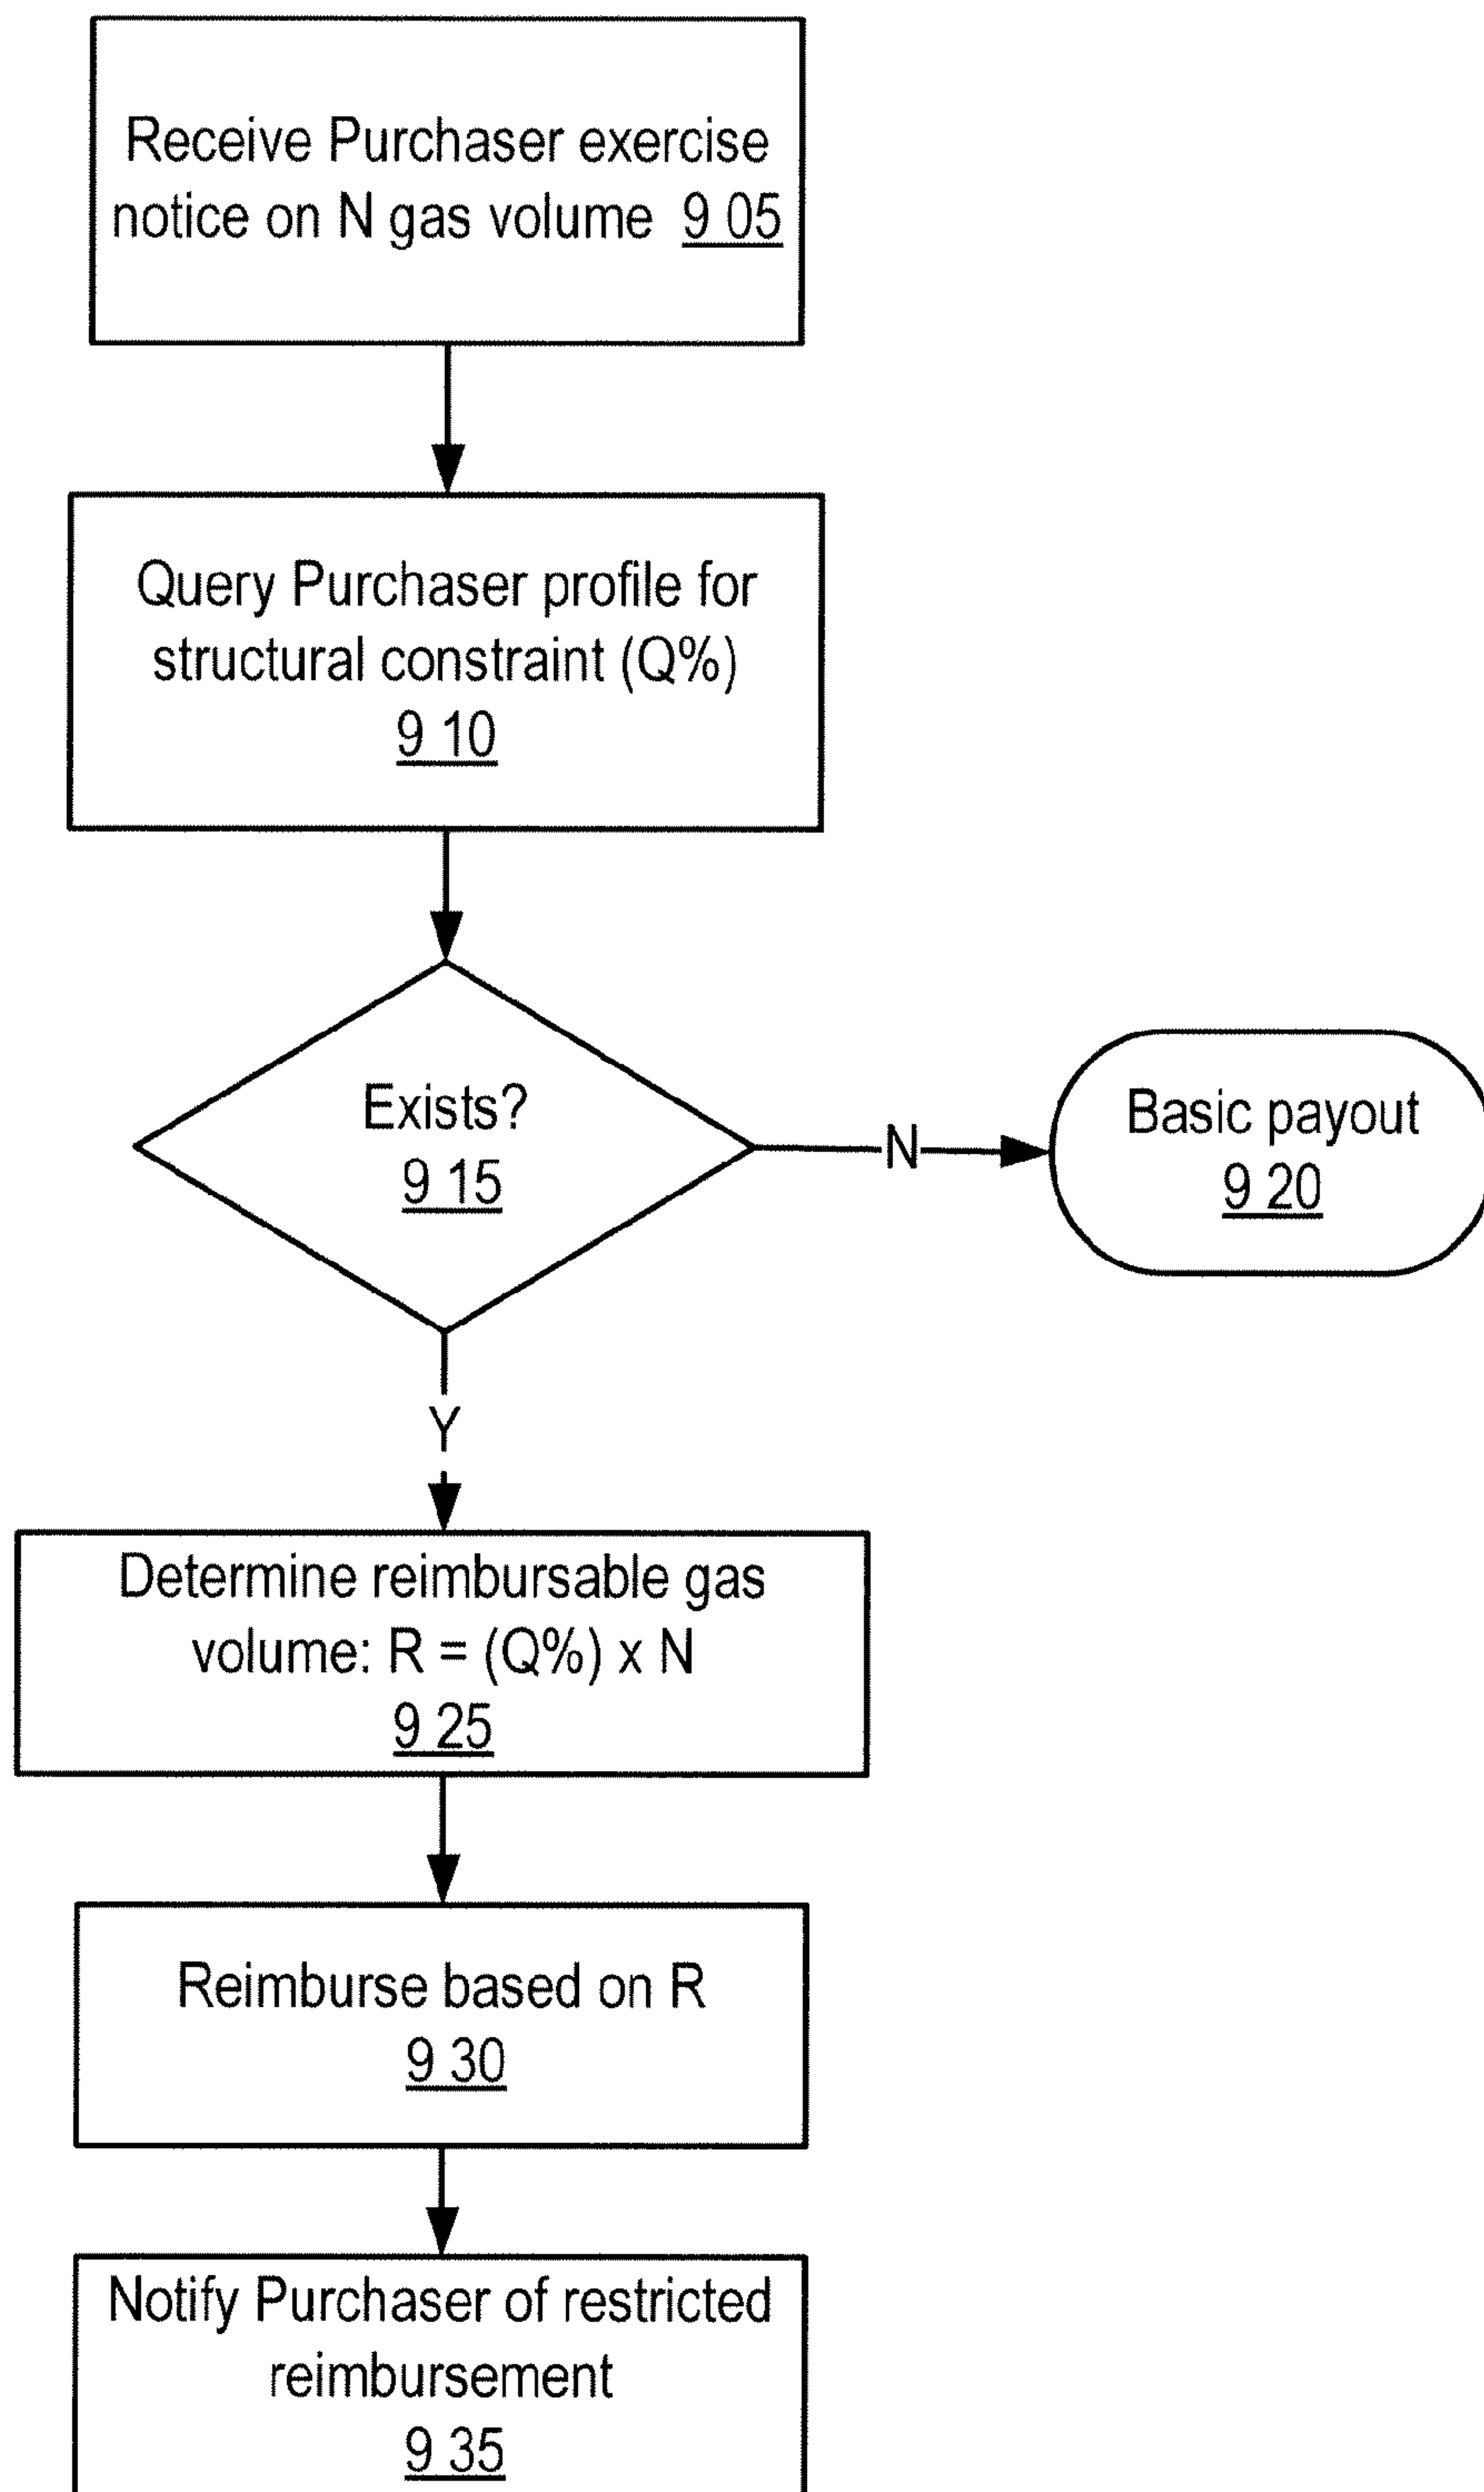 Receive Purchaser exercise
notice on N gas volume 9 05
Query Purchaser profile for
structural constraint (Q%)
9 10
Exists?
9 15
N
Basic payout
9 20
Y
Determine reimbursable gas
volume: R = (Q%) x N
9 25
Reimburse based on R
9 30
Notify Purchaser of restricted
reimbursement
9 35